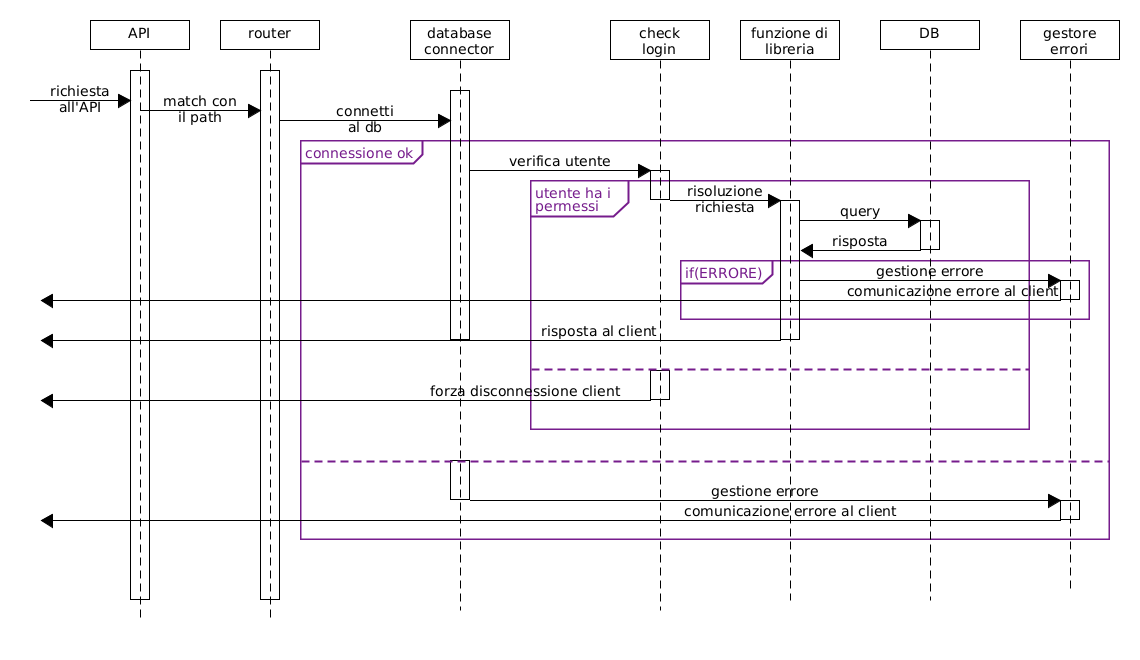 API
router
database
connector
check
login
funzione di
libreria
DB
gestore
errori
richiesta
all'API
match con
il path
connetti
al db
connessione ok
verifica utente
utente ha i
permessi
risoluzione
richiesta
query
risposta
if(ERRORE)
gestione errore
comunicazione errore al client
risposta al client
forza disconnessione client
gestione errore
comunicazione errore al client